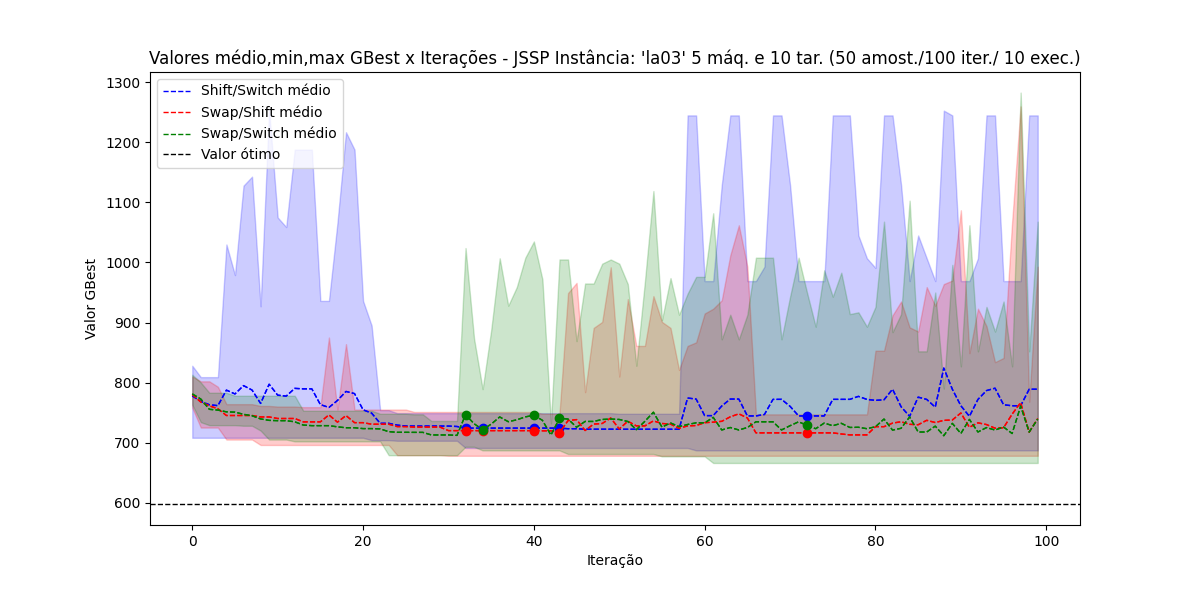 Valores médio,min,max GBest x Iterações - JSSP Instância: 'la03' 5 máq. e 10 tar. (50 amost./100 iter./ 10 exec.)
Shift/Switch médio
Swap/Shift médio
Swap/Switch médio
Valor ótimo
1300
1200
1100
1000
900
800
700
600
Valor GBest
0 20 40 60 80 100
Iteração